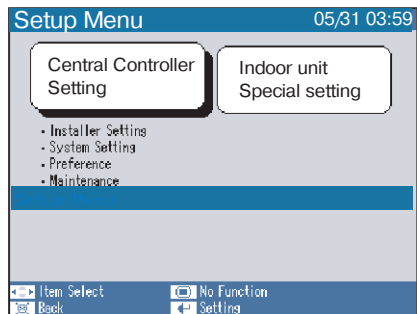 Setup Menu 05/31 03:59
Central Controller
Setting
Indoor unit
Special setting
- Installer Setting
- System Setting
- Preference
- Maintenance
Item Select No Function
Back Setting